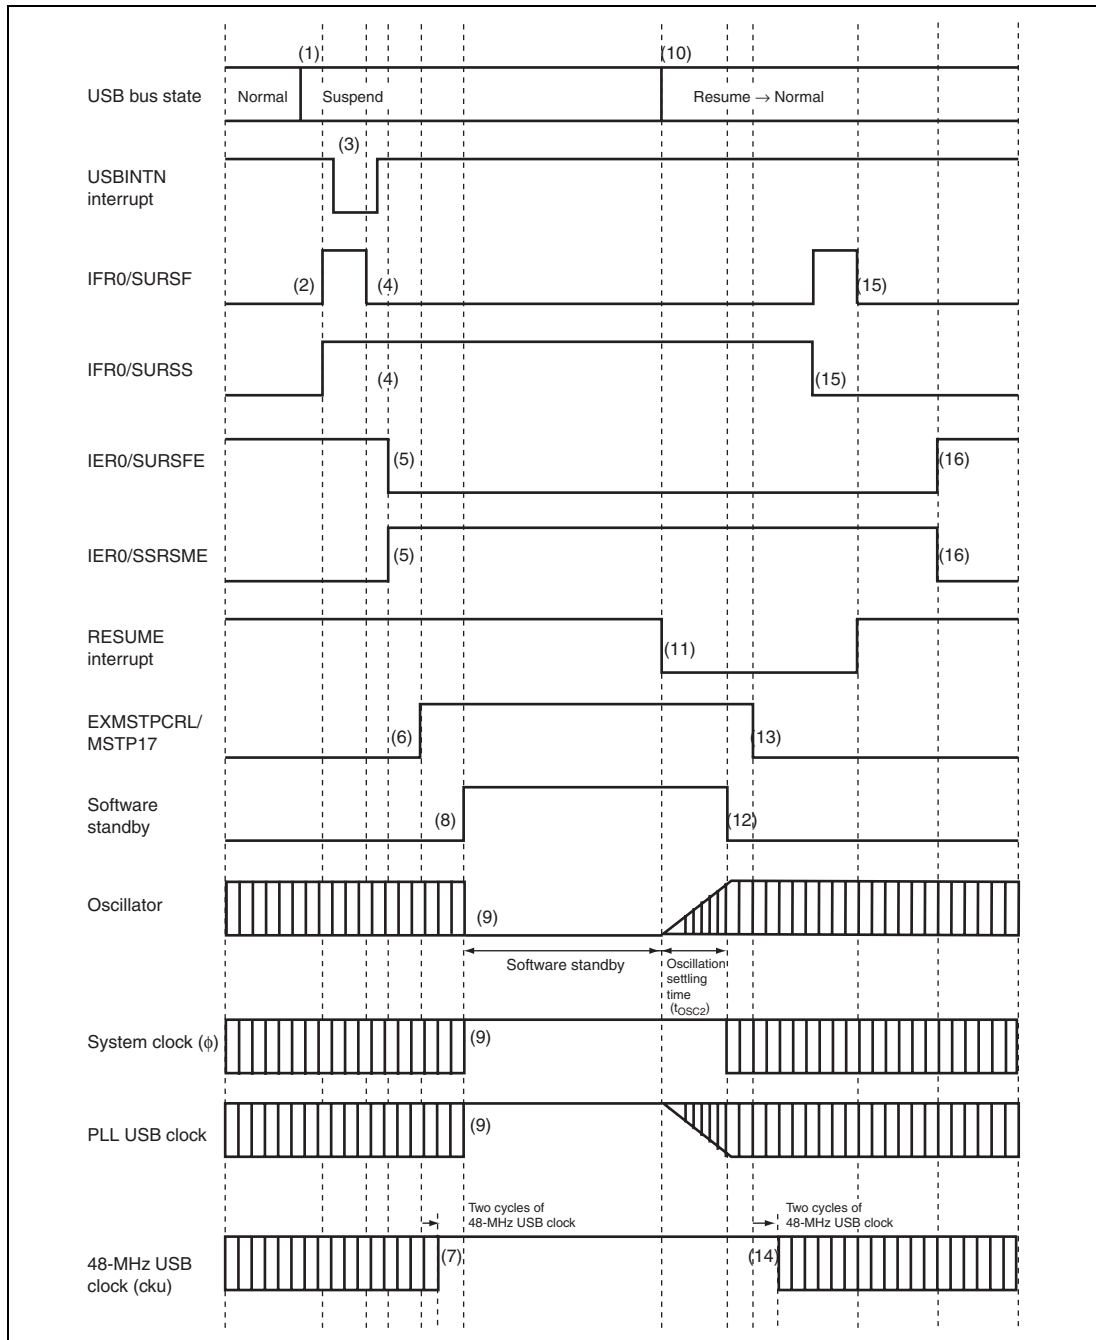 (1)
(10)
USB bus state
Normal
Suspend
Resume → Normal
(3)
USBINTN
interrupt
IFR0/SURSF
(2)
(4)
(15)
IFR0/SURSS
(4)
(15)
IER0/SURSFE
(5)
(16)
IER0/SSRSME
(5)
(16)
RESUME
interrupt
(11)
EXMSTPCRL/
MSTP17
(6)
(13)
Software
standby
(8)
(12)
Oscillator
(9)
Software standby
Oscillation
settling
time
(tOSC2)
System clock (ϕ)
(9)
PLL USB clock
(9)
Two cycles of
48-MHz USB clock
Two cycles of
48-MHz USB clock
48-MHz USB
clock (cku)
(7)
(14)